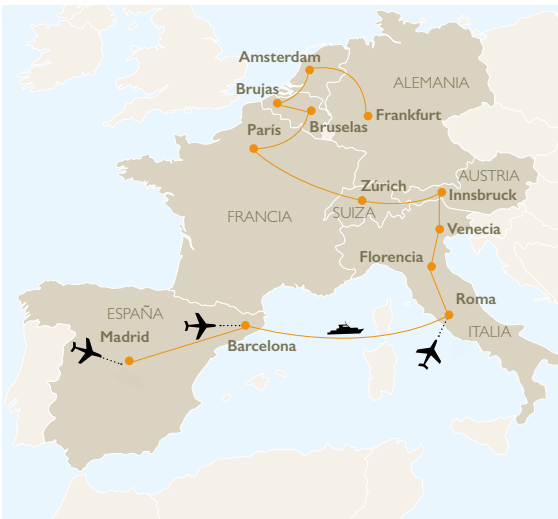 Amsterdam
ALEMANIA
Brujas
Frankfurt
París
Bruselas
Zúrich
AUSTRIA
Innsbruck
SUIZA
FRANCIA
Venecia
Florencia
Roma
ESPAÑA
ITALIA
Madrid
Barcelona